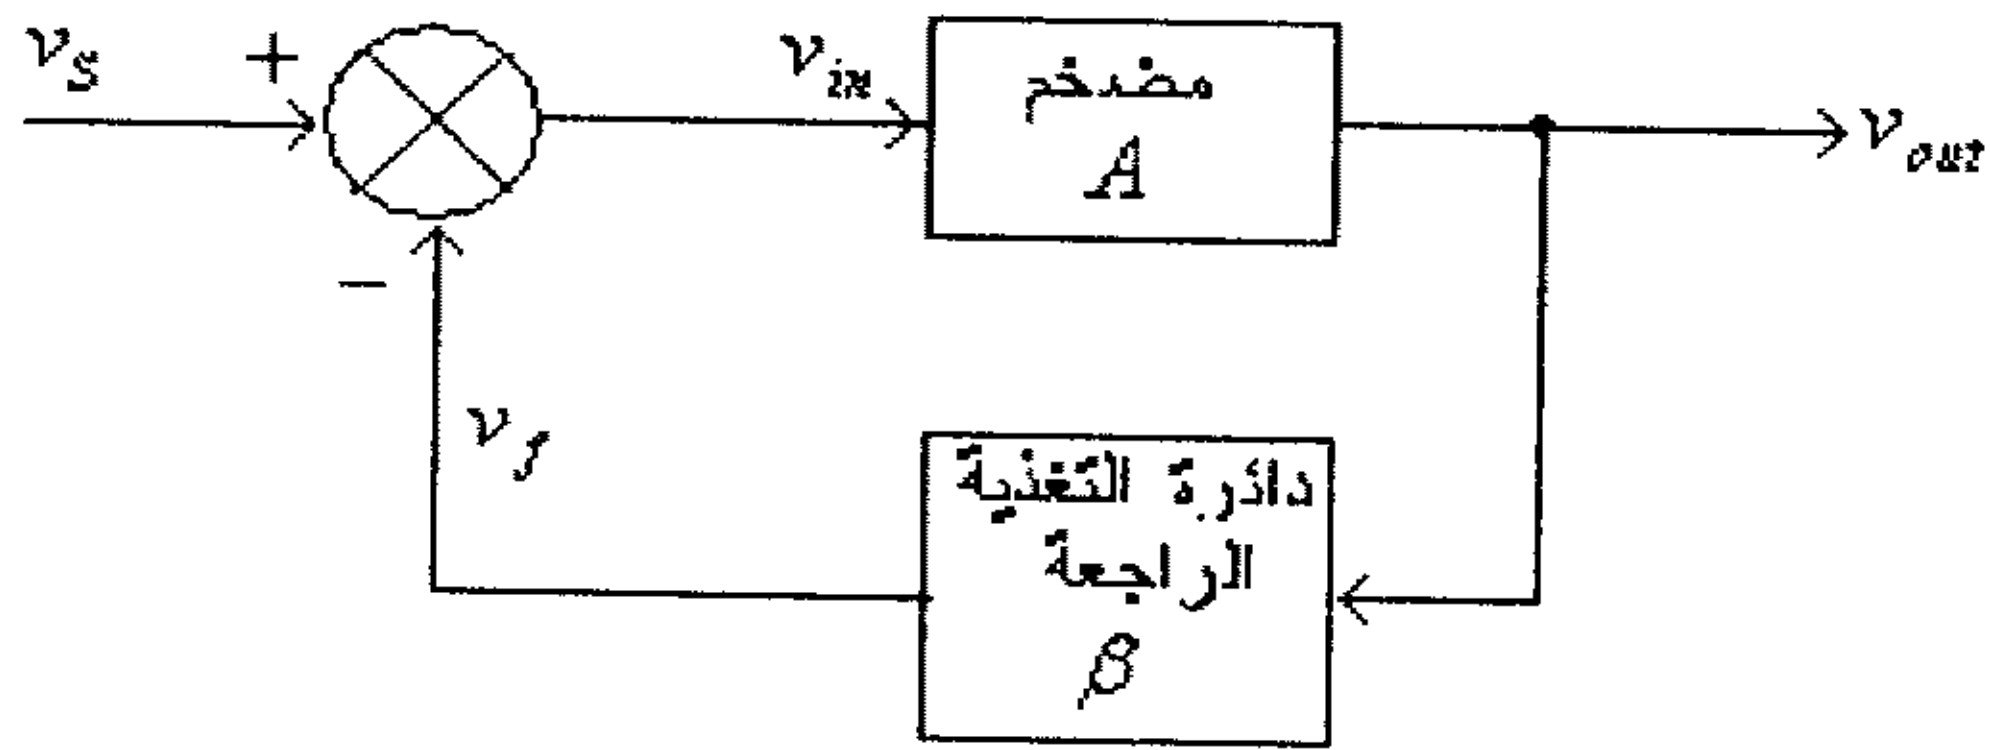 v_S
+
v_in
مضخم
A
v_out
−
v_f
دائرة التغذية
الراجعة
β